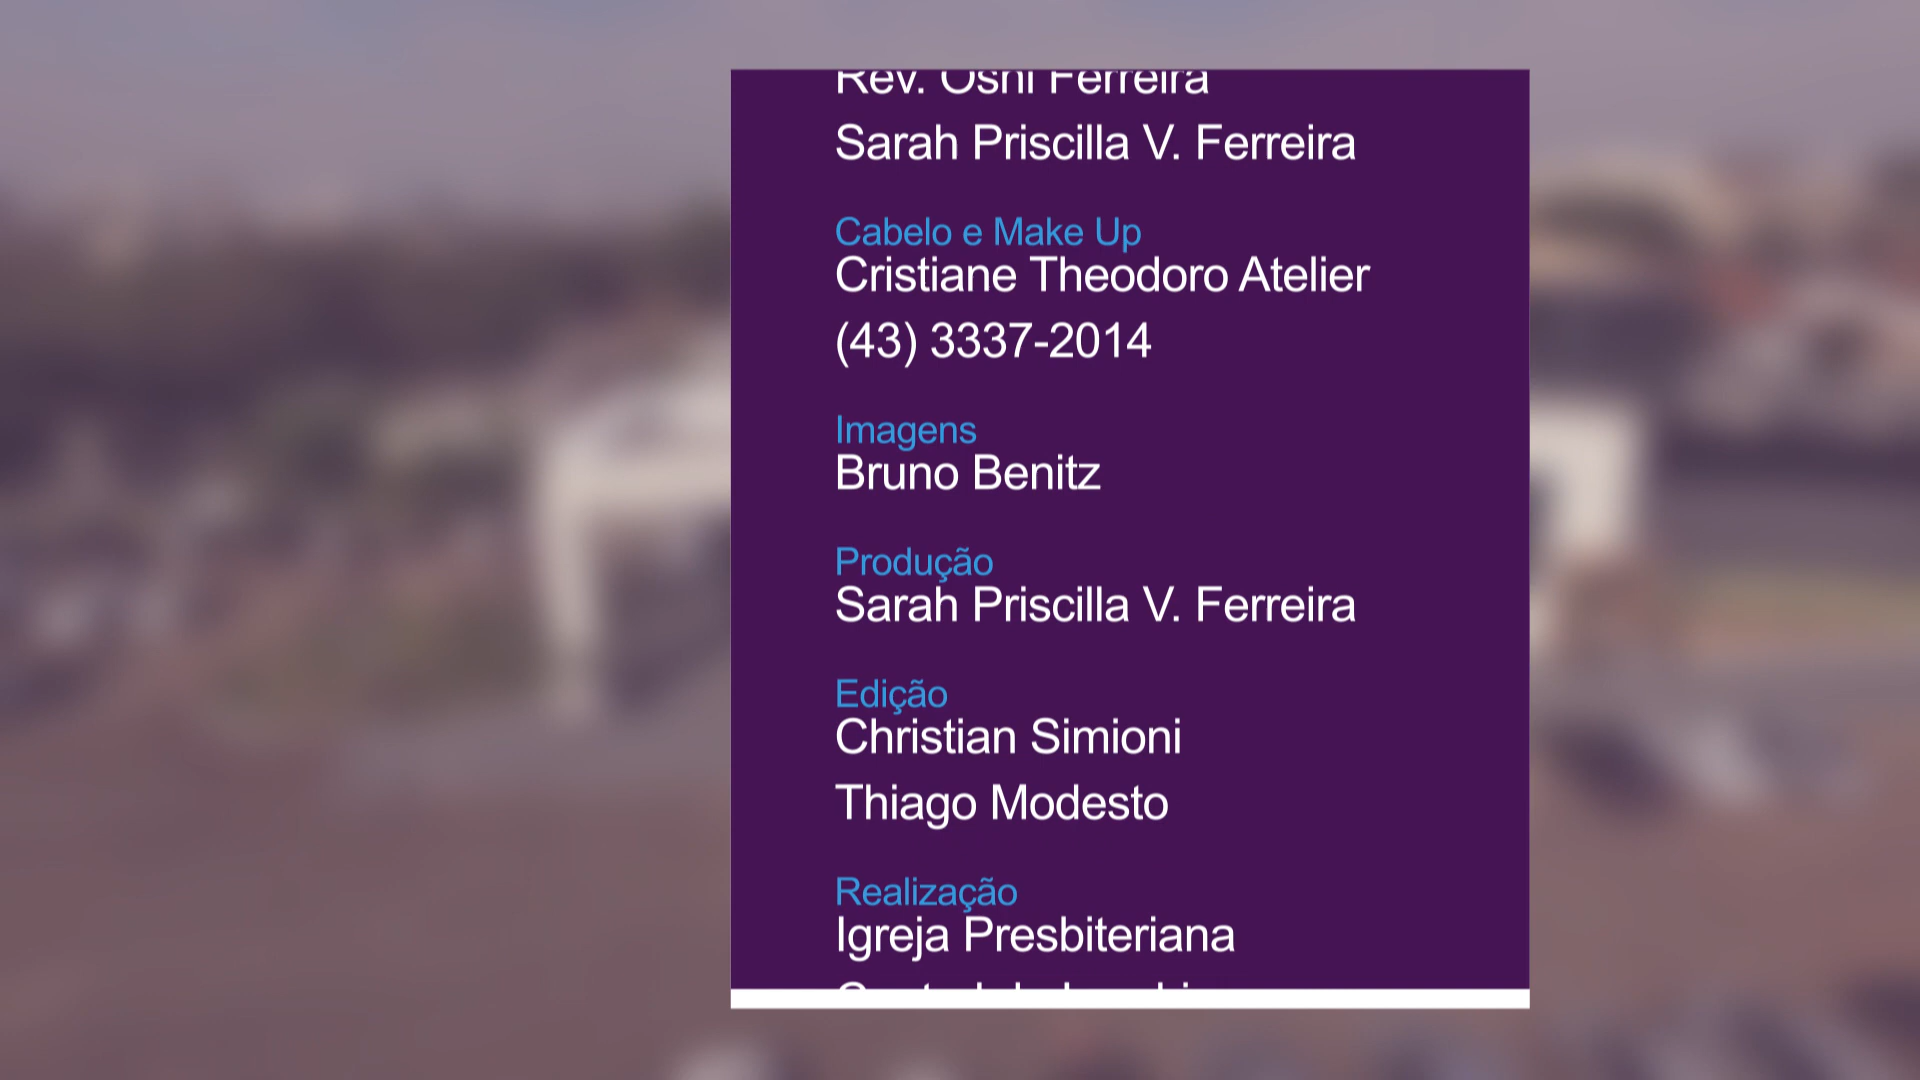 Rev. Osni Ferreira
Sarah Priscilla V. Ferreira
Cabelo e Make Up
Cristiane Theodoro Atelier
(43) 3337-2014
Imagens
Bruno Benitz
Produção
Sarah Priscilla V. Ferreira
Edição
Christian Simioni
Thiago Modesto
Realização
Igreja Presbiteriana